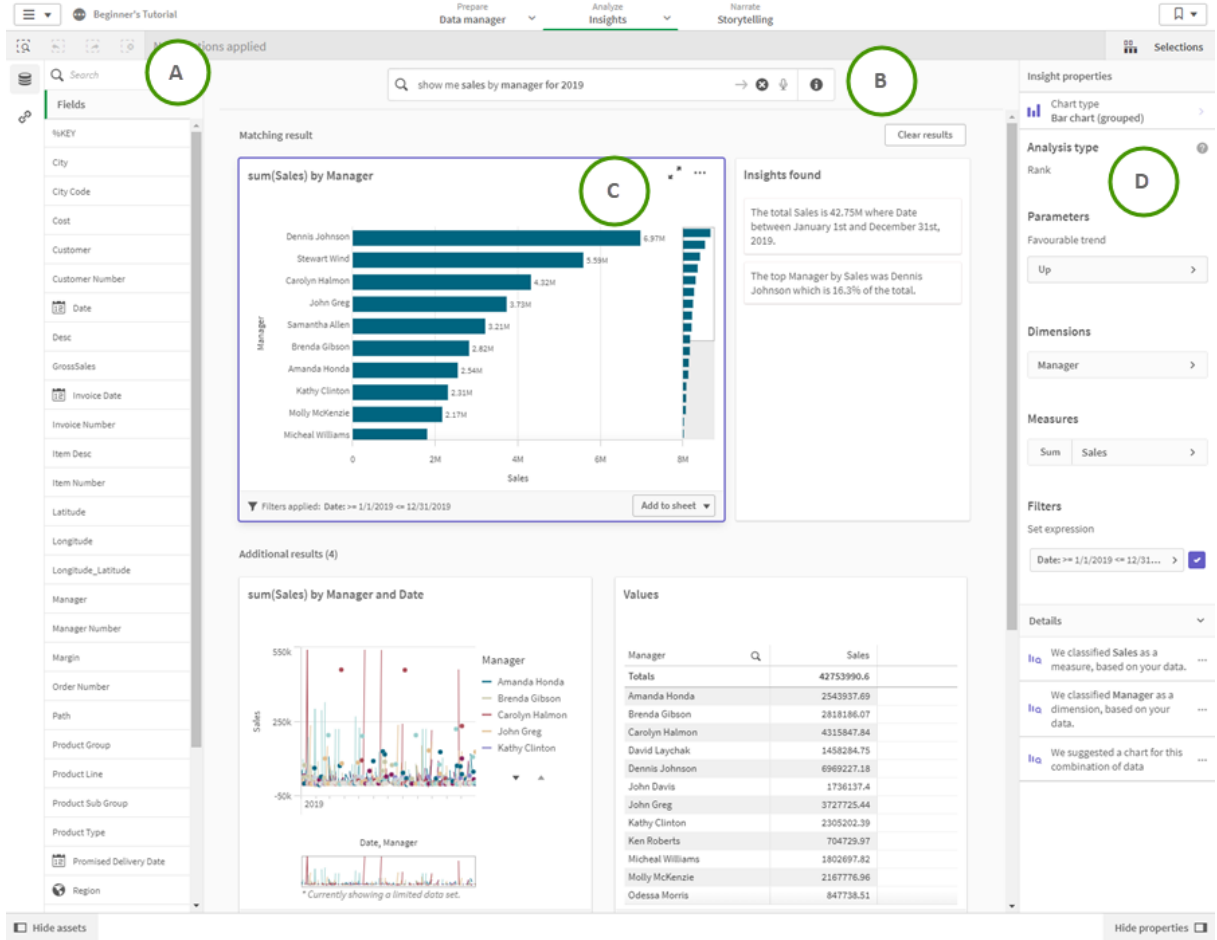 Beginner's Tutorial
Prepare
Data manager
Analyze
Insights
Narrate
Storytelling
tions applied
Selections
Search
A
Fields
%KEY
City
City Code
Cost
Customer
Customer Number
Date
Desc
GrossSales
Invoice Date
Invoice Number
Item Desc
Item Number
Latitude
Longitude
Longitude_Latitude
Manager
Manager Number
Margin
Order Number
Path
Product Group
Product Line
Product Sub Group
Product Type
Promised Delivery Date
Region
show me sales by manager for 2019
B
Matching result
Clear results
sum(Sales) by Manager
C
Manager
Dennis Johnson 6.97M
Stewart Wind 5.59M
Carolyn Halmon 4.32M
John Greg 3.73M
Samantha Allen 3.21M
Brenda Gibson 2.82M
Amanda Honda 2.54M
Kathy Clinton 2.31M
Molly McKenzie 2.17M
Micheal Williams
0 2M 4M 6M 8M
Sales
Filters applied: Date: >= 1/1/2019 <= 12/31/2019
Add to sheet
Insights found
The total Sales is 42.75M where Date
between January 1st and December 31st,
2019.
The top Manager by Sales was Dennis
Johnson which is 16.3% of the total.
Additional results (4)
sum(Sales) by Manager and Date
Sales
550k
250k
-50k
2019
Date, Manager
Manager
Amanda Honda
Brenda Gibson
Carolyn Halmon
John Greg
Kathy Clinton
* Currently showing a limited data set.
Values
Manager Sales
Totals 42753990.6
Amanda Honda 2543937.69
Brenda Gibson 2818186.07
Carolyn Halmon 4315847.84
David Laychak 1458284.75
Dennis Johnson 6969227.18
John Davis 1736137.4
John Greg 3727725.44
Kathy Clinton 2305202.39
Ken Roberts 704729.97
Micheal Williams 1802697.82
Molly McKenzie 2167776.96
Odessa Morris 847738.51
Insight properties
Chart type
Bar chart (grouped)
Analysis type
Rank
D
Parameters
Favourable trend
Up
Dimensions
Manager
Measures
Sum Sales
Filters
Set expression
Date: >= 1/1/2019 <= 12/31...
Details
We classified Sales as a
measure, based on your data.
We classified Manager as a
dimension, based on your
data.
We suggested a chart for this
combination of data
Hide assets
Hide properties